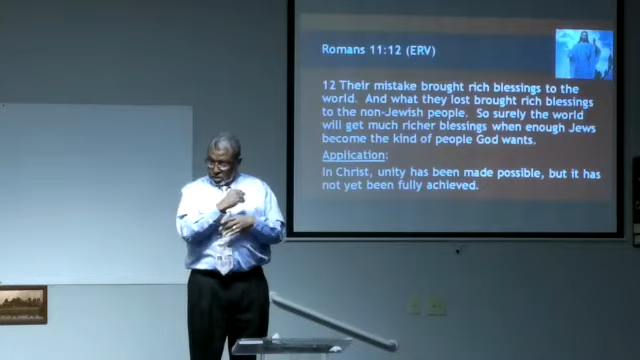 Romans 11:12 (ERV)
12 Their mistake brought rich blessings to the
world. And what they lost brought rich blessings
to the non-Jewish people. So surely the world
will get much richer blessings when enough Jews
become the kind of people God wants.
Application:
In Christ, unity has been made possible, but it has
not yet been fully achieved.